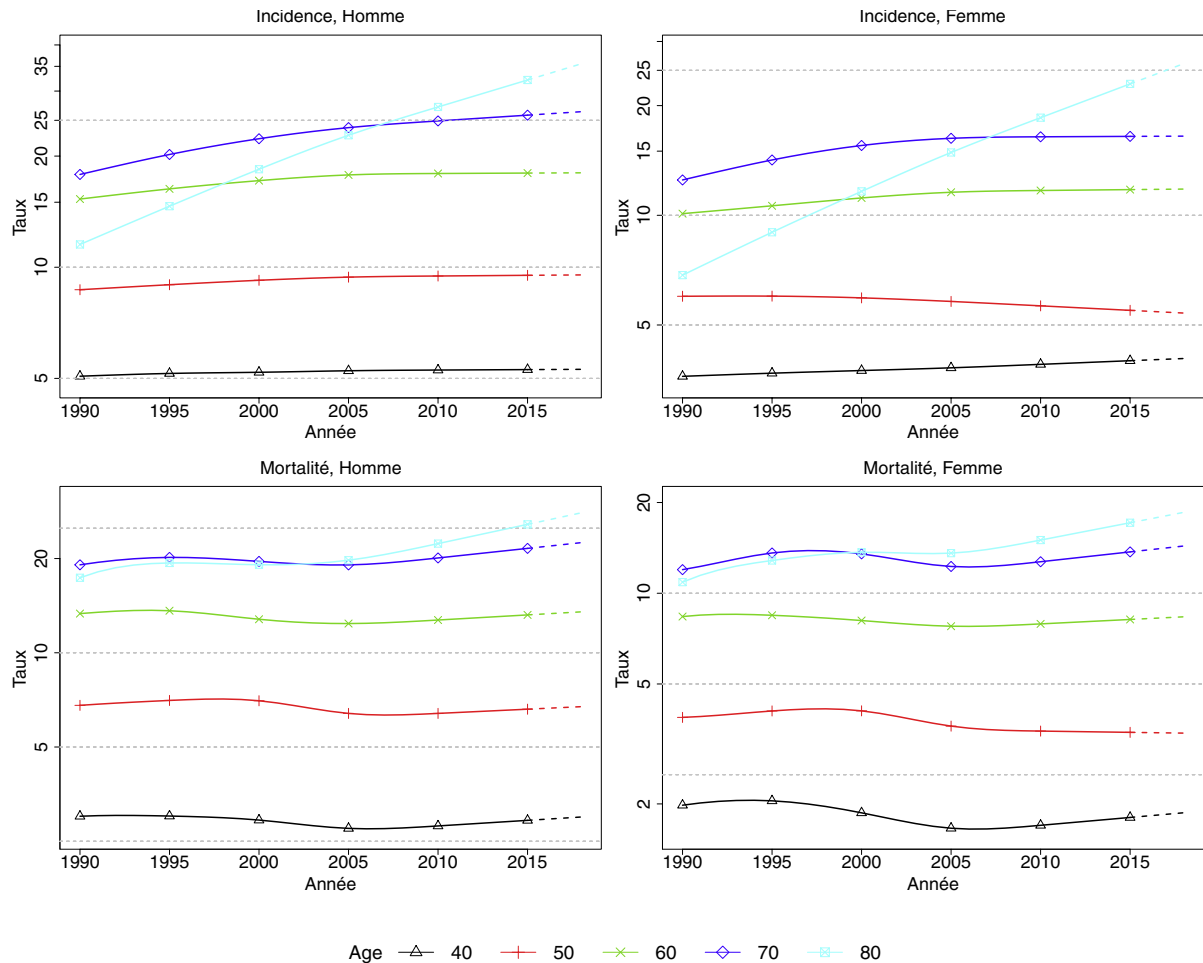 Incidence, Homme
Taux
35
25
20
15
10
5
1990 1995 2000 2005 2010 2015
Année
Incidence, Femme
Taux
25
20
15
10
5
1990 1995 2000 2005 2010 2015
Année
Mortalité, Homme
Taux
20
10
5
1990 1995 2000 2005 2010 2015
Année
Mortalité, Femme
Taux
20
10
5
2
1990 1995 2000 2005 2010 2015
Année
Age 40 50 60 70 80